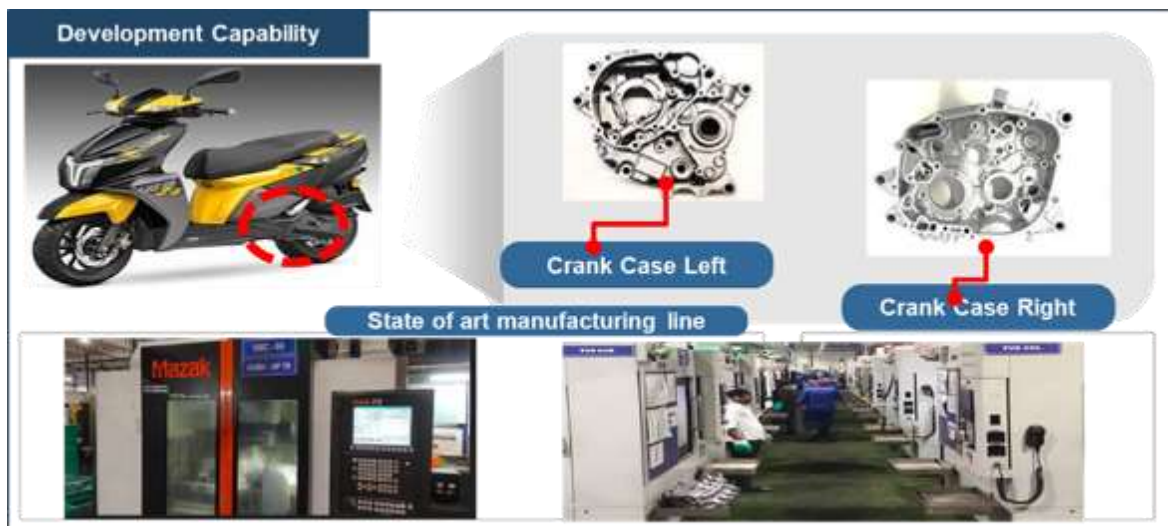 Development Capability
Crank Case Left
Crank Case Right
State of art manufacturing line
Mazak